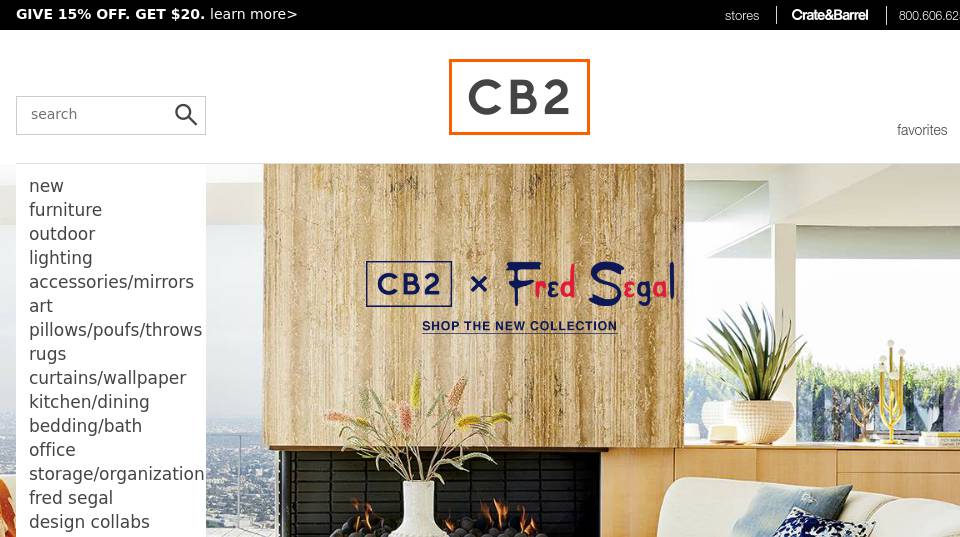 GIVE 15% OFF. GET $20. learn more>
stores
Crate&Barrel
800.606.62
search
CB2
favorites
new
furniture
outdoor
lighting
accessories/mirrors
art
pillows/poufs/throws
rugs
curtains/wallpaper
kitchen/dining
bedding/bath
office
storage/organization
fred segal
design collabs
CB2 × Fred Segal
SHOP THE NEW COLLECTION